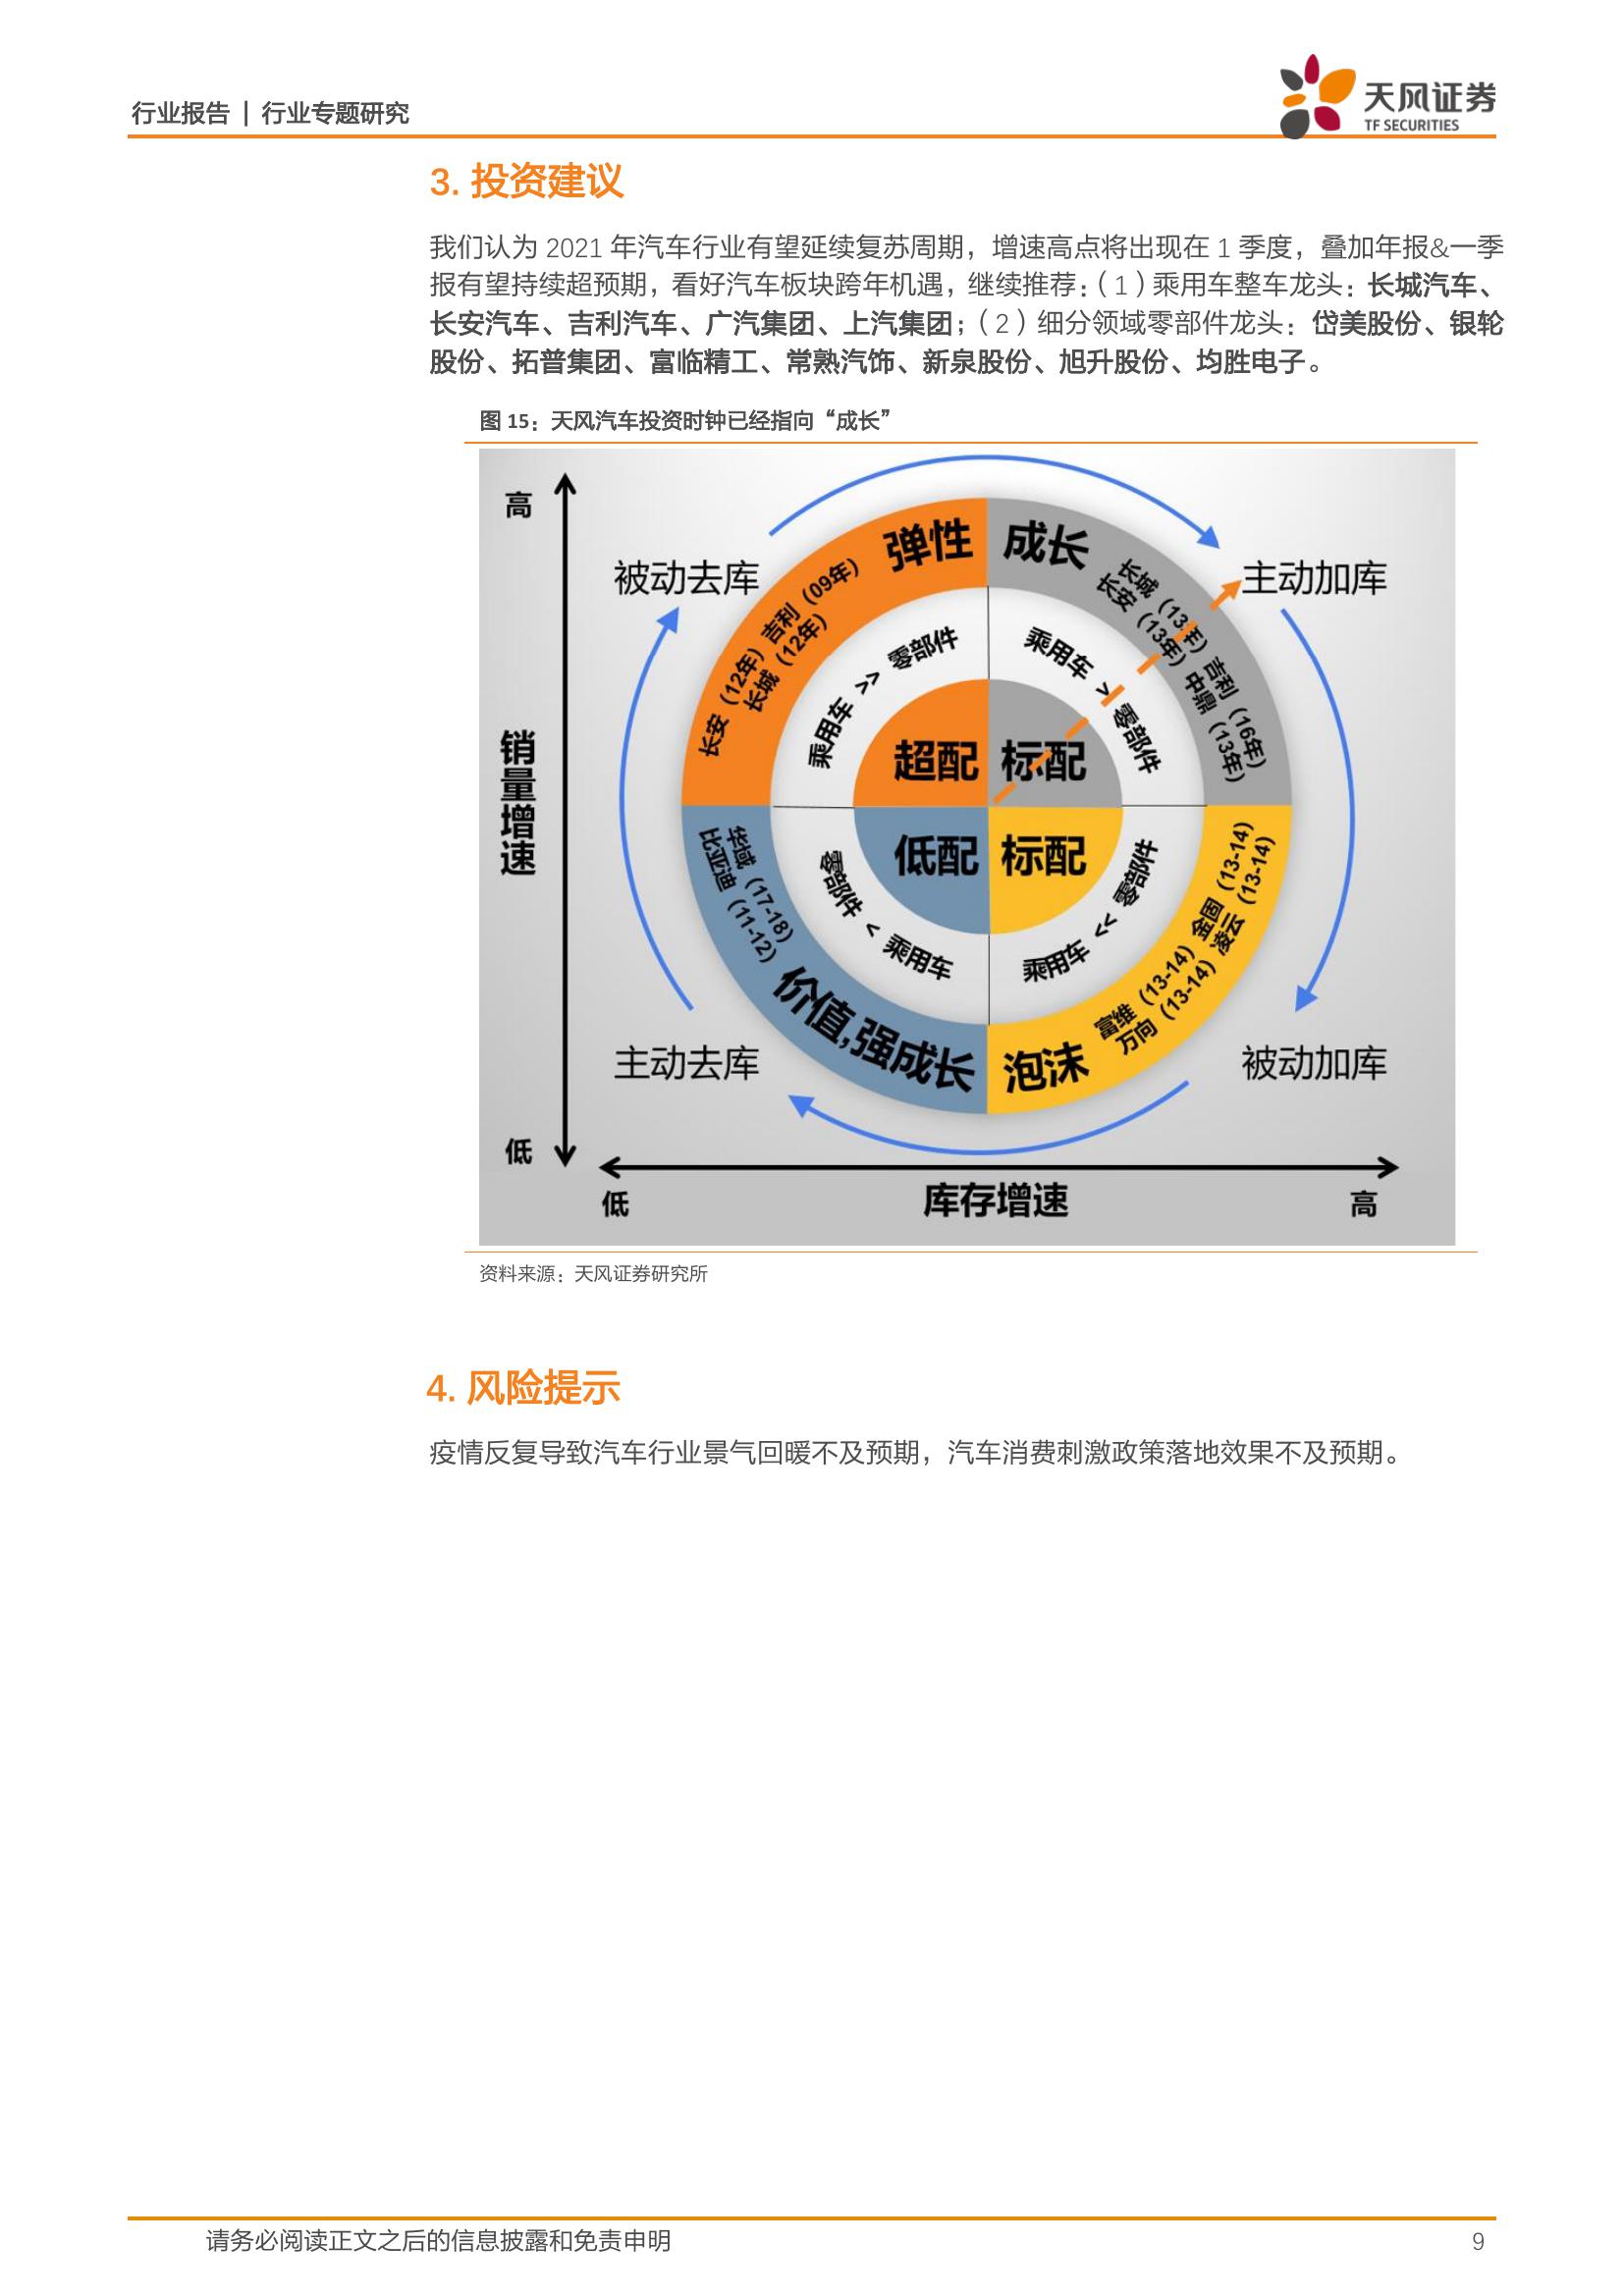 行业报告 | 行业专题研究
天风证券
TF SECURITIES
3. 投资建议
我们认为 2021 年汽车行业有望延续复苏周期，增速高点将出现在 1 季度，叠加年报&一季
报有望持续超预期，看好汽车板块跨年机遇，继续推荐：（1）乘用车整车龙头：长城汽车、
长安汽车、吉利汽车、广汽集团、上汽集团；（2）细分领域零部件龙头：岱美股份、银轮
股份、拓普集团、富临精工、常熟汽饰、新泉股份、旭升股份、均胜电子。
图 15：天风汽车投资时钟已经指向“成长”
高
销量增速
低
被动去库
主动加库
主动去库
被动加库
弹性
长安（12年）吉利（09年）
长城（12年）
成长
长城（13年）吉利（16年）
长安（13年）中鼎（13年）
乘用车 >> 零部件
乘用车 > 零部件
超配
标配
低配
标配
零部件 < 乘用车
乘用车 << 零部件
华域（17-18）
比亚迪（11-12）
价值,强成长
泡沫
富维（13-14）金固（13-14）
万向（13-14）凌云（13-14）
低
库存增速
高
资料来源：天风证券研究所
4. 风险提示
疫情反复导致汽车行业景气回暖不及预期，汽车消费刺激政策落地效果不及预期。
请务必阅读正文之后的信息披露和免责申明
9